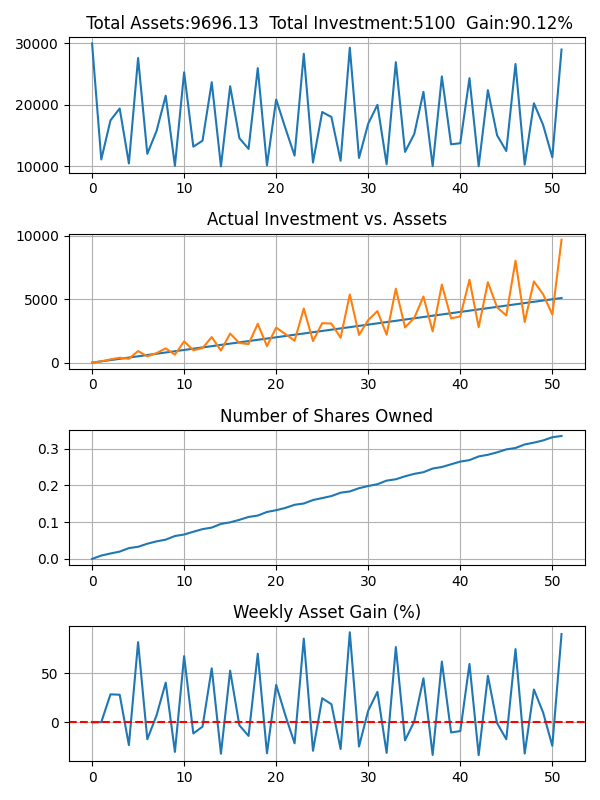 Total Assets:9696.13  Total Investment:5100  Gain:90.12%
30000
20000
10000
0 10 20 30 40 50
Actual Investment vs. Assets
10000
5000
0
0 10 20 30 40 50
Number of Shares Owned
0.3
0.2
0.1
0.0
0 10 20 30 40 50
Weekly Asset Gain (%)
50
0
0 10 20 30 40 50